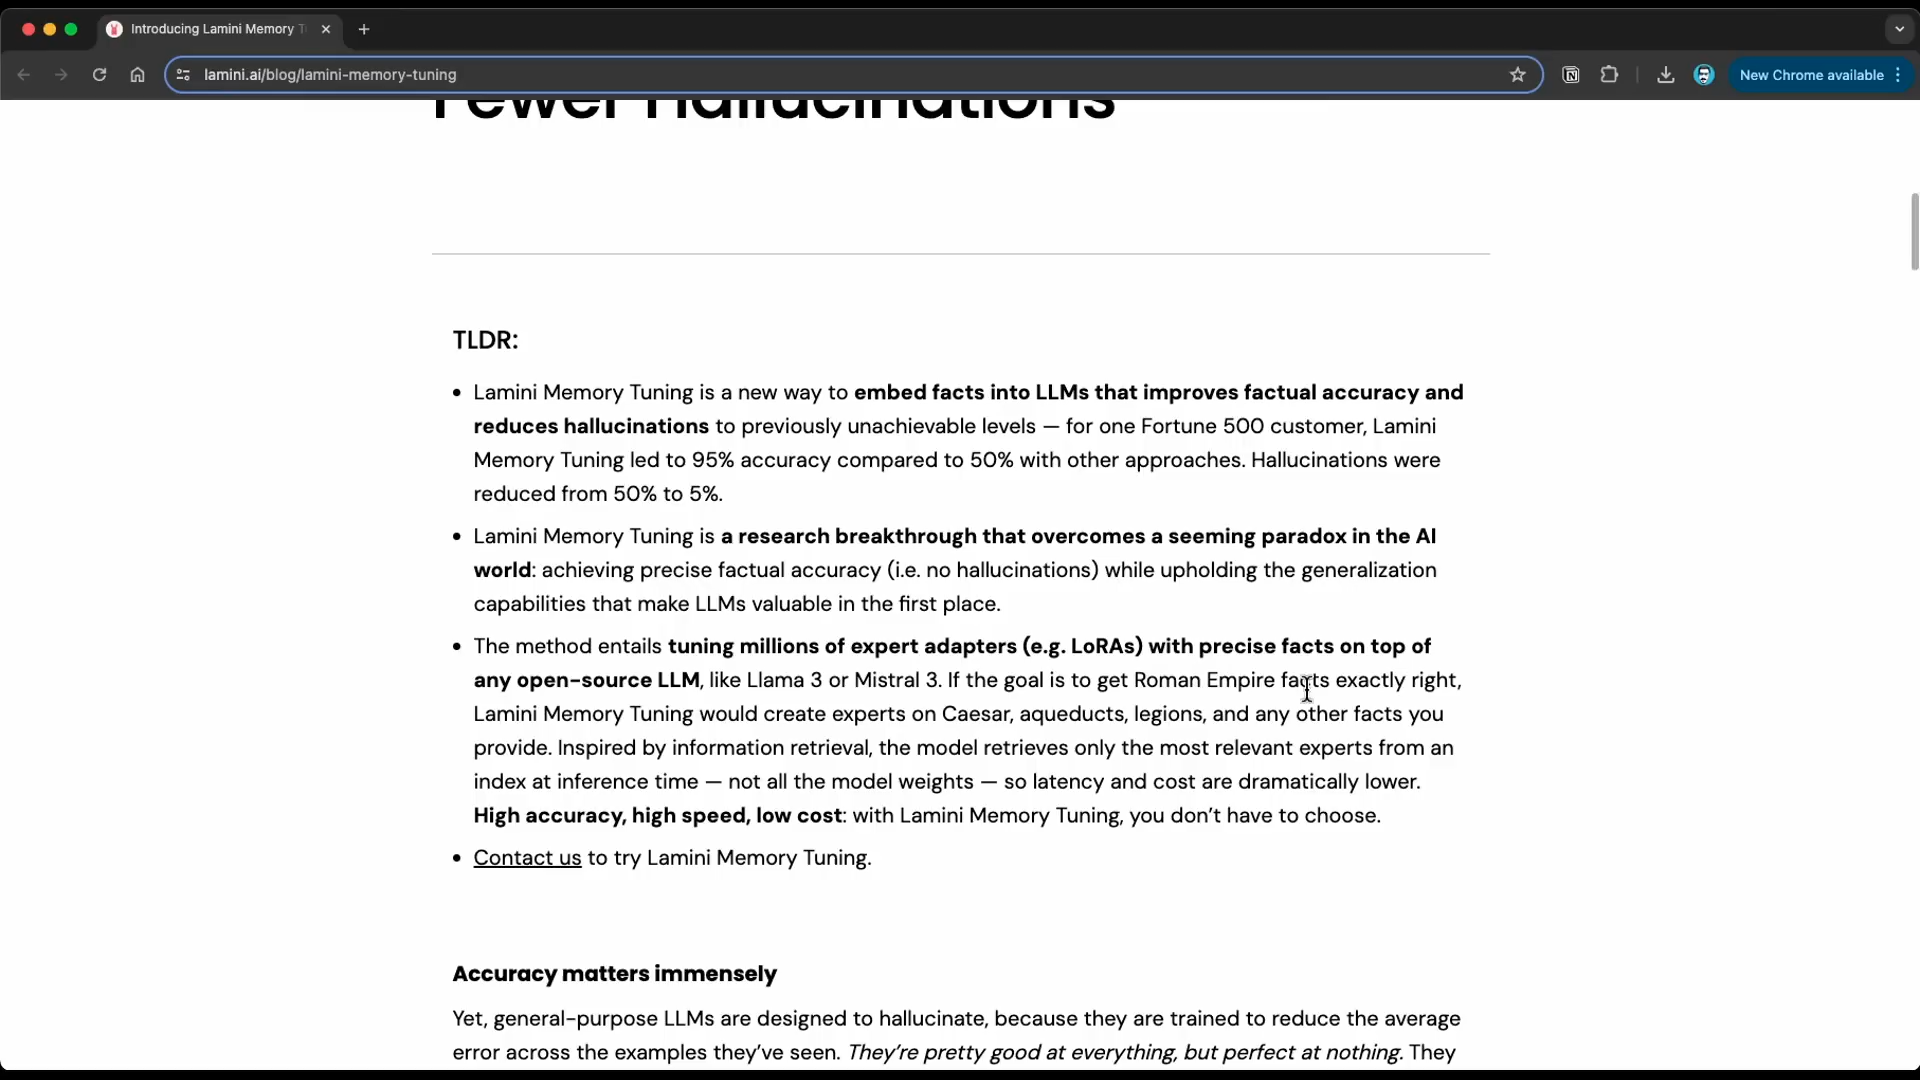 Introducing Lamini Memory T
lamini.ai/blog/lamini-memory-tuning
New Chrome available
Fewer Hallucinations
TLDR:
• Lamini Memory Tuning is a new way to embed facts into LLMs that improves factual accuracy and
reduces hallucinations to previously unachievable levels — for one Fortune 500 customer, Lamini
Memory Tuning led to 95% accuracy compared to 50% with other approaches. Hallucinations were
reduced from 50% to 5%.
• Lamini Memory Tuning is a research breakthrough that overcomes a seeming paradox in the AI
world: achieving precise factual accuracy (i.e. no hallucinations) while upholding the generalization
capabilities that make LLMs valuable in the first place.
• The method entails tuning millions of expert adapters (e.g. LoRAs) with precise facts on top of
any open-source LLM, like Llama 3 or Mistral 3. If the goal is to get Roman Empire facts exactly right,
Lamini Memory Tuning would create experts on Caesar, aqueducts, legions, and any other facts you
provide. Inspired by information retrieval, the model retrieves only the most relevant experts from an
index at inference time — not all the model weights — so latency and cost are dramatically lower.
High accuracy, high speed, low cost: with Lamini Memory Tuning, you don’t have to choose.
• Contact us to try Lamini Memory Tuning.
Accuracy matters immensely
Yet, general-purpose LLMs are designed to hallucinate, because they are trained to reduce the average
error across the examples they’ve seen. They’re pretty good at everything, but perfect at nothing. They